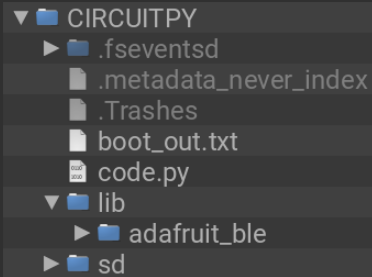 CIRCUITPY
.fseventsd
.metadata_never_index
.Trashes
boot_out.txt
code.py
lib
adafruit_ble
sd